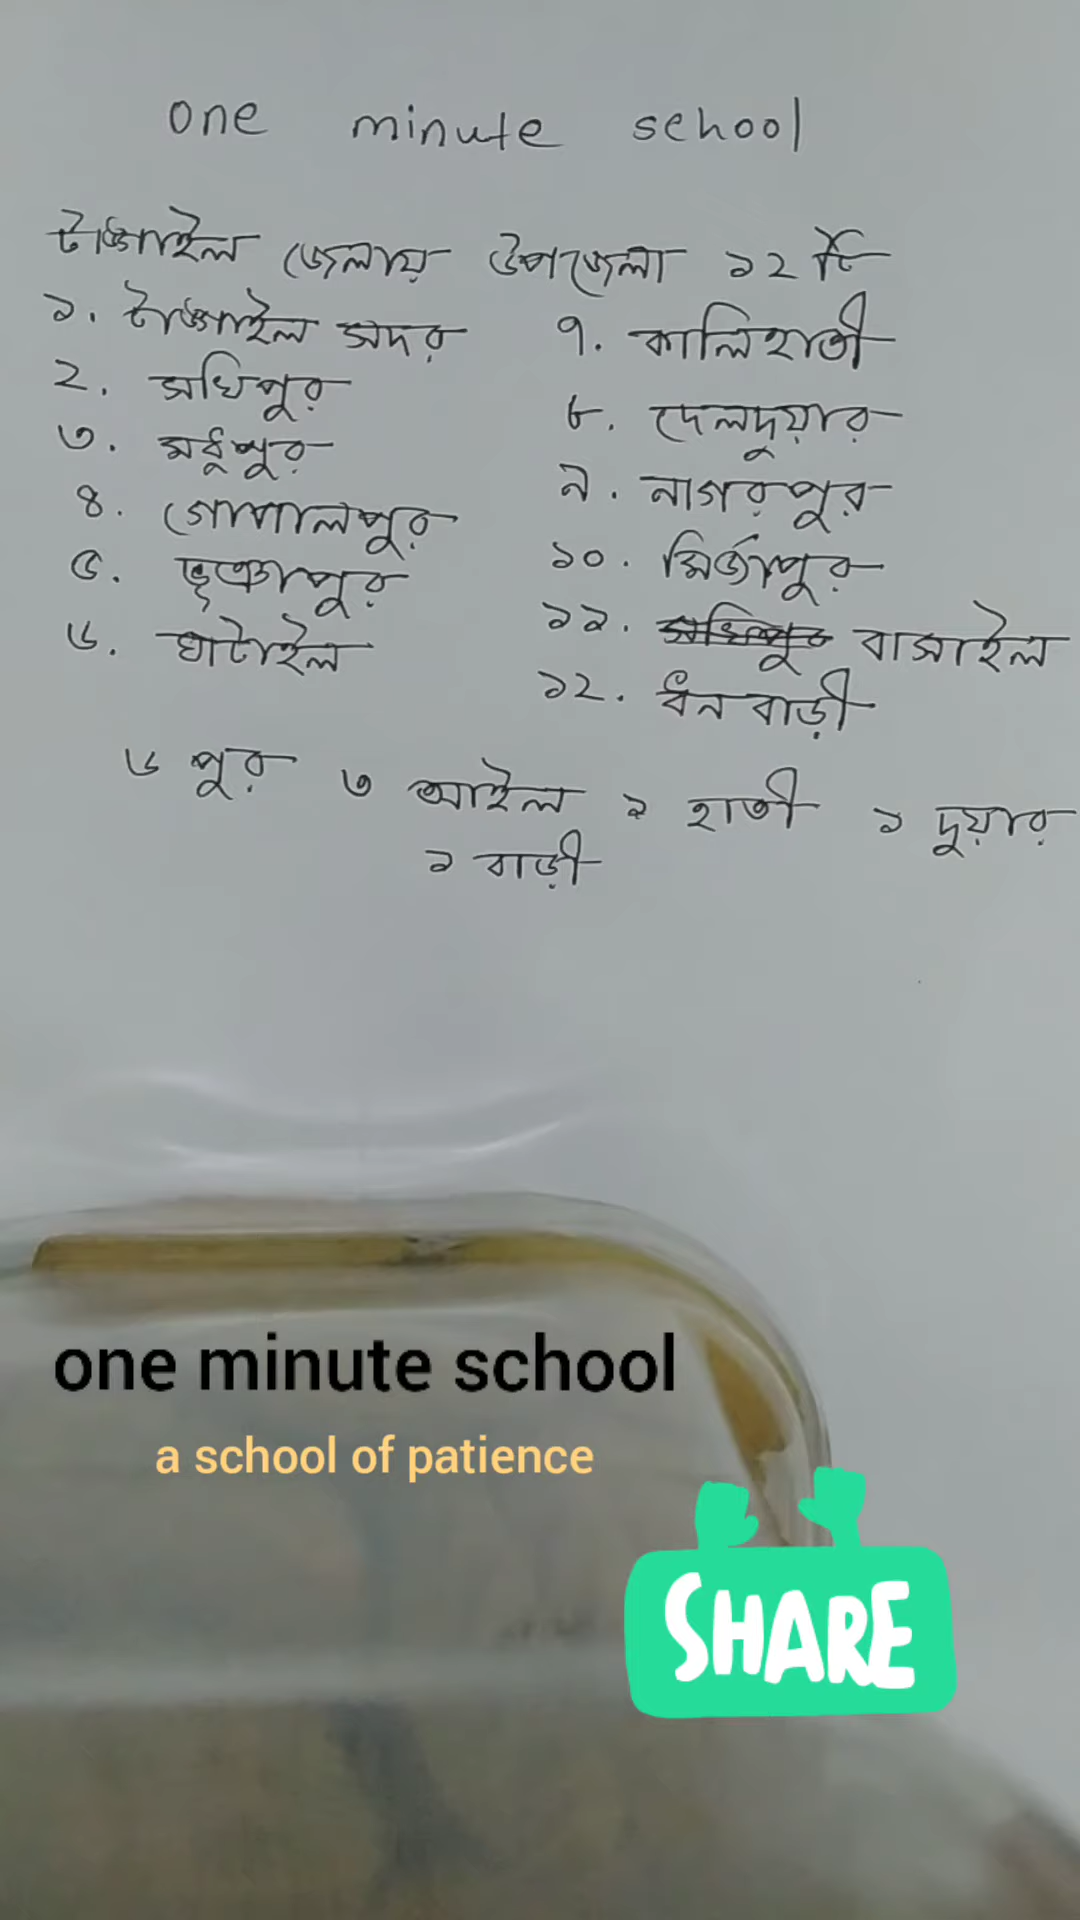 one minute school
টাঙ্গাইল জেলায় উপজেলা ১২ টি
১. টাঙ্গাইল সদর
২. সখিপুর
৩. মধুপুর
৪. গোপালপুর
৫. ভূঞাপুর
৬. ঘাটাইল
৭. কালিহাতী
৮. দেলদুয়ার
৯. নাগরপুর
১০. মির্জাপুর
১১. সখিপুর বাসাইল
১২. ধনবাড়ী
৬ পুর ৩ আইল ১ হাতী ১ দুয়ার
১ বাড়ী
one minute school
a school of patience
SHARE